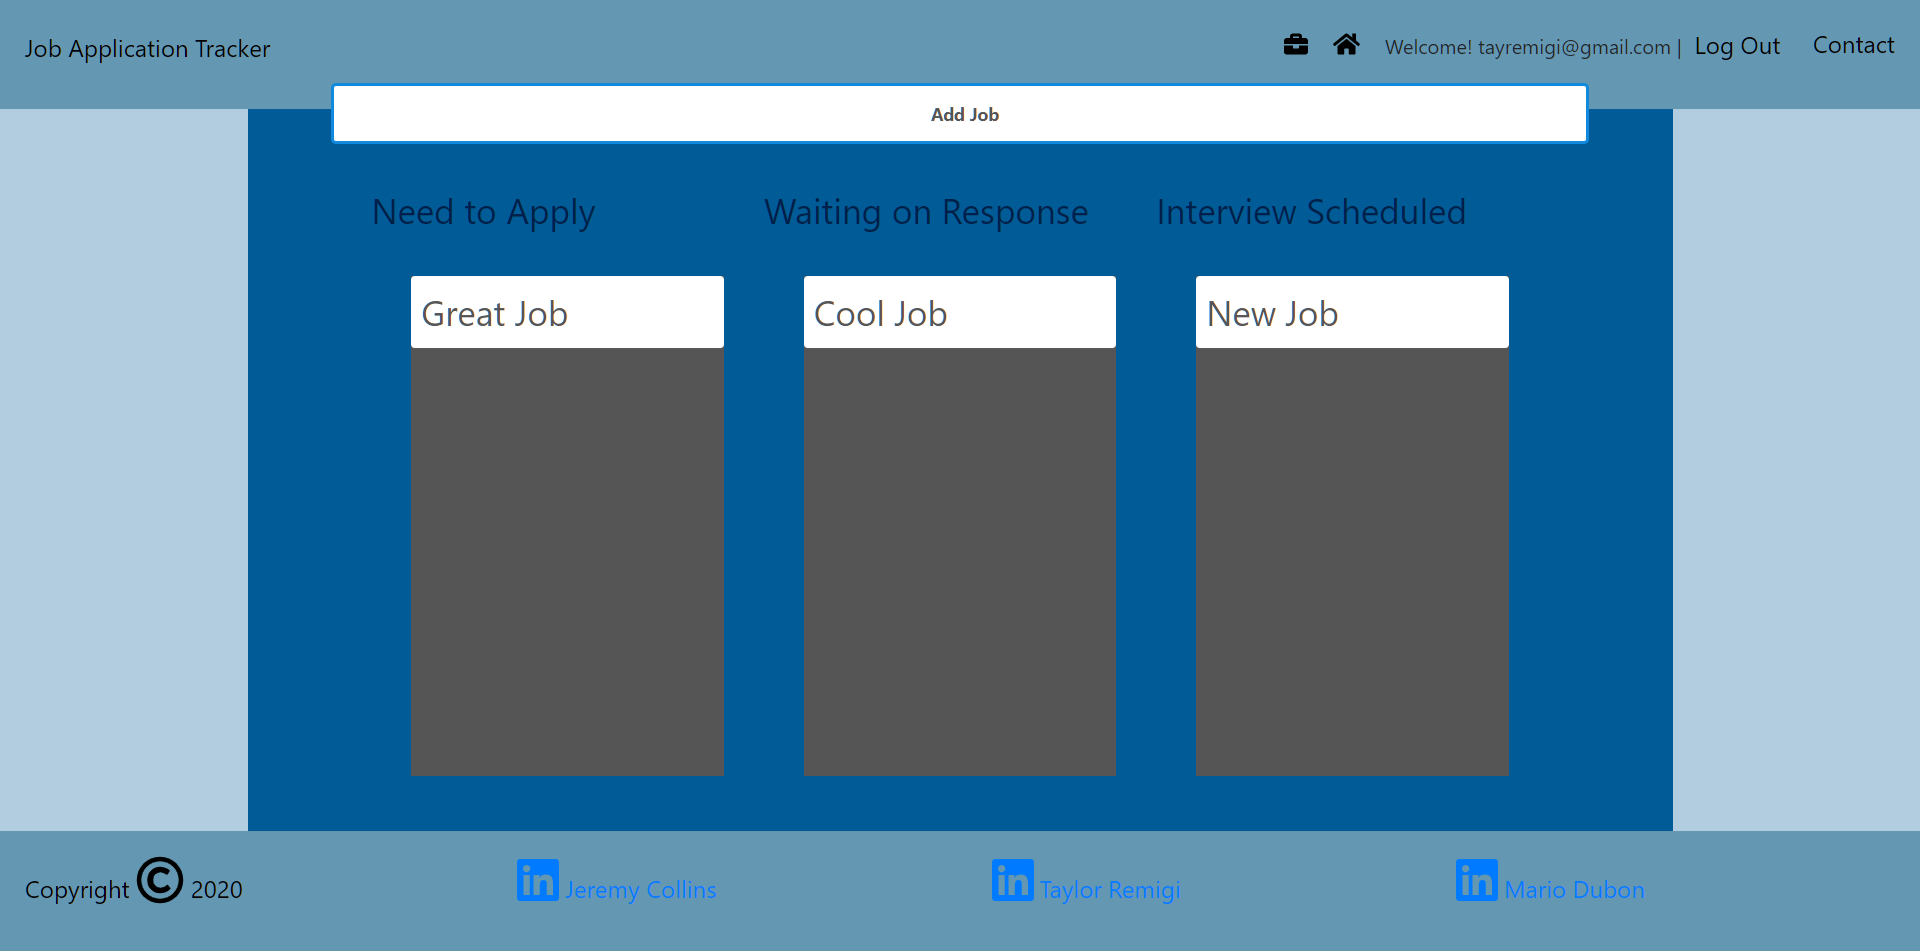 Job Application Tracker
Welcome! tayremigi@gmail.com | Log Out Contact
Add Job
Need to Apply
Waiting on Response
Interview Scheduled
Great Job
Cool Job
New Job
Copyright © 2020
in Jeremy Collins
in Taylor Remigi
in Mario Dubon